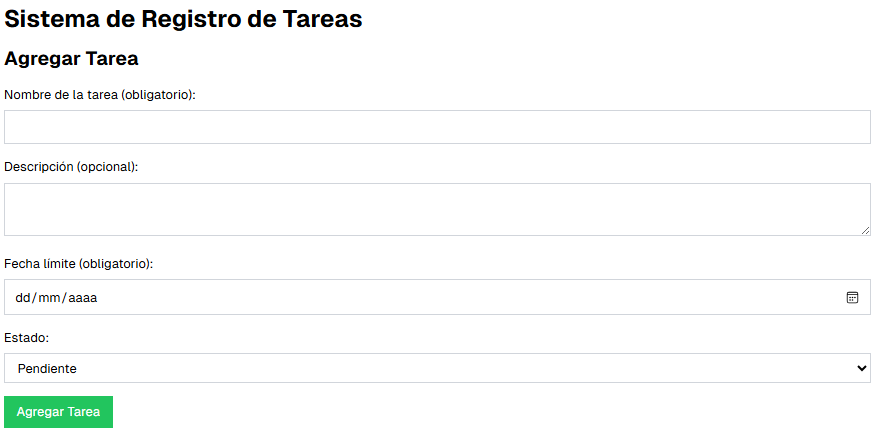 Sistema de Registro de Tareas
Agregar Tarea
Nombre de la tarea (obligatorio):
Descripción (opcional):
Fecha límite (obligatorio):
dd/mm/aaaa
Estado:
Pendiente
Agregar Tarea